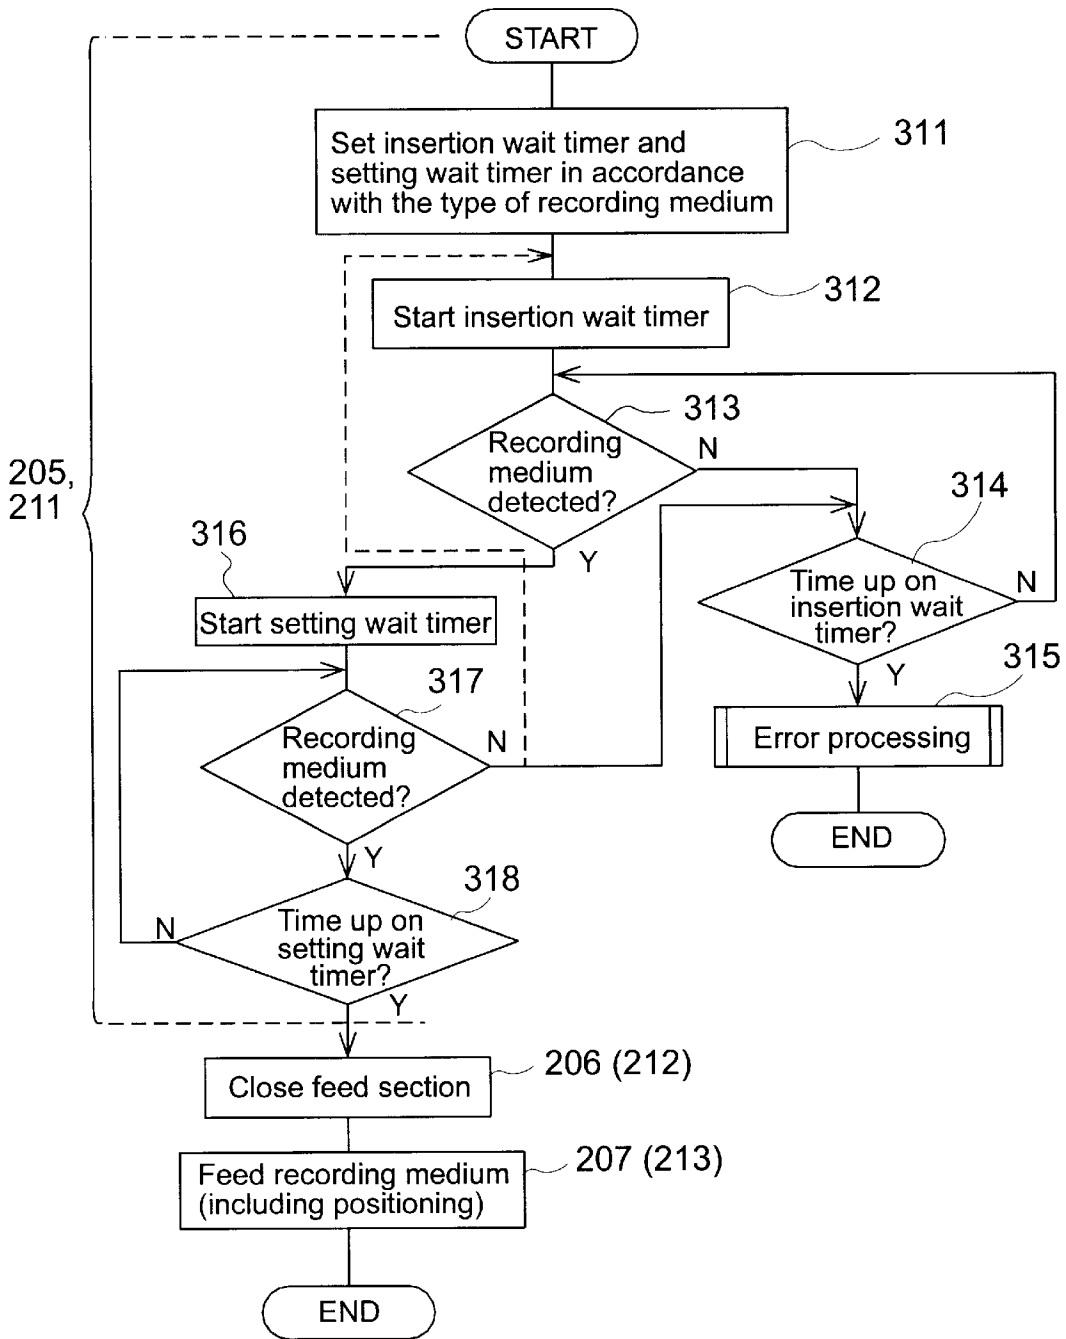 START
Set insertion wait timer and
setting wait timer in accordance
with the type of recording medium
311
Start insertion wait timer
312
Recording
medium
detected?
313
N
Y
205,
211
314
Time up on
insertion wait
timer?
N
Y
316
Start setting wait timer
315
Error processing
END
317
Recording
medium
detected?
N
Y
318
Time up on
setting wait
timer?
N
Y
Close feed section
206 (212)
Feed recording medium
(including positioning)
207 (213)
END